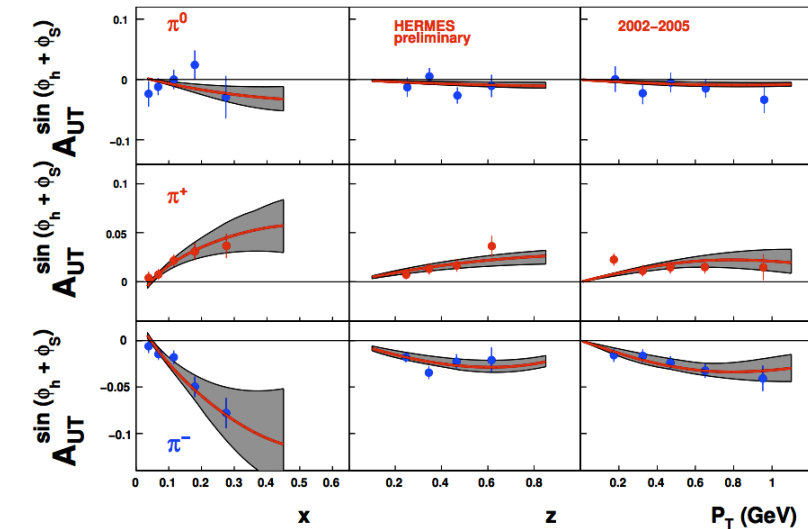 0.1
0
−0.1
A_UT^sin (ϕ_h + ϕ_S)
π⁰
HERMES
preliminary
2002−2005
0.1
0.05
0
A_UT^sin (ϕ_h + ϕ_S)
π⁺
0
−0.05
−0.1
A_UT^sin (ϕ_h + ϕ_S)
π⁻
0 0.1 0.2 0.3 0.4 0.5 0.6
0.2 0.4 0.6 0.8
0.2 0.4 0.6 0.8 1
x
z
P_T (GeV)